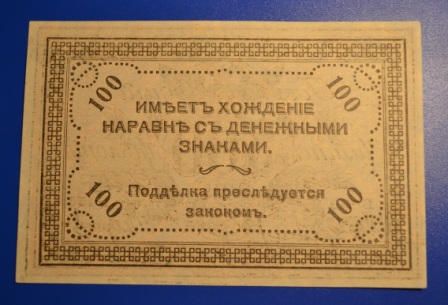 100 100
ИМѢЕТЪ ХОЖДЕНІЕ
НАРАВНѢ СЪ ДЕНЕЖНЫМИ
ЗНАКАМИ.
Поддѣлка преслѣдуется
закономъ.
100 100